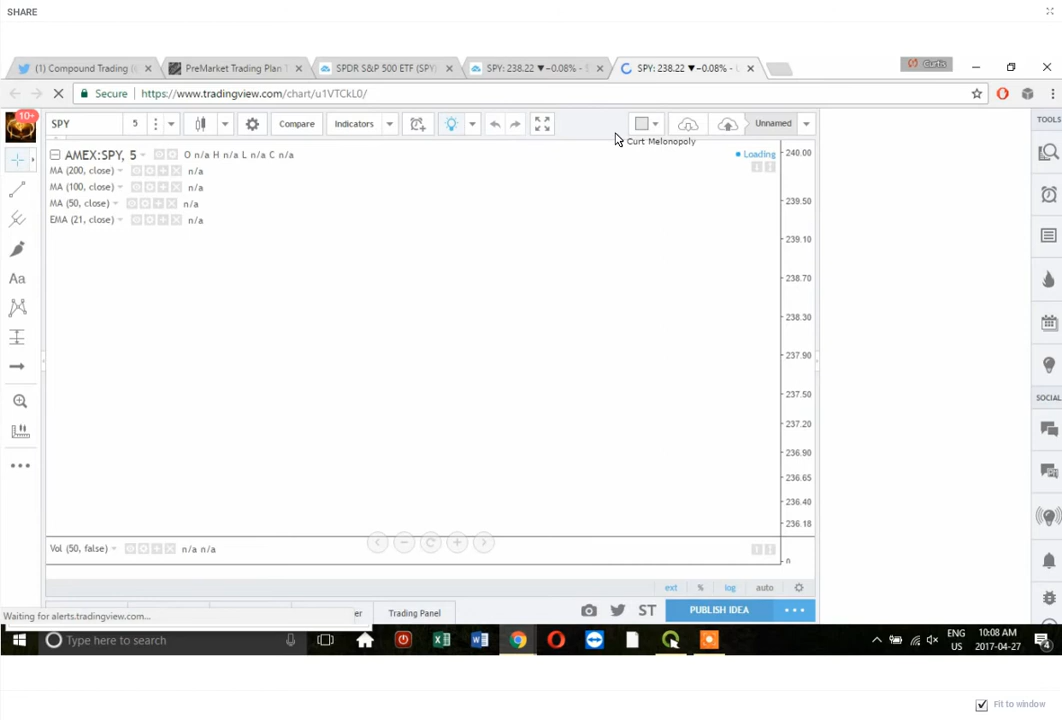 SHARE
(1) Compound Trading (
PreMarket Trading Plan T
SPDR S&P 500 ETF (SPY)
SPY: 238.22 ▼−0.08% – 
SPY: 238.22 ▼−0.08% – U
Curtis
Secure https://www.tradingview.com/chart/u1VTCkL0/
10+
SPY 5 Compare Indicators Unnamed
TOOLS
Curt Melonopoly
AMEX:SPY, 5 O n/a H n/a L n/a C n/a
Loading
240.00
MA (200, close) n/a
MA (100, close) n/a
MA (50, close) n/a
EMA (21, close) n/a
239.50
239.10
238.70
238.30
237.90
237.50
237.20
236.90
236.65
236.40
236.18
Aa
SOCIAL
Vol (50, false) n/a n/a
n
ext % log auto
Waiting for alerts.tradingview.com...
er Trading Panel ST PUBLISH IDEA
Type here to search
ENG
US
10:08 AM
2017-04-27
4
Fit to window